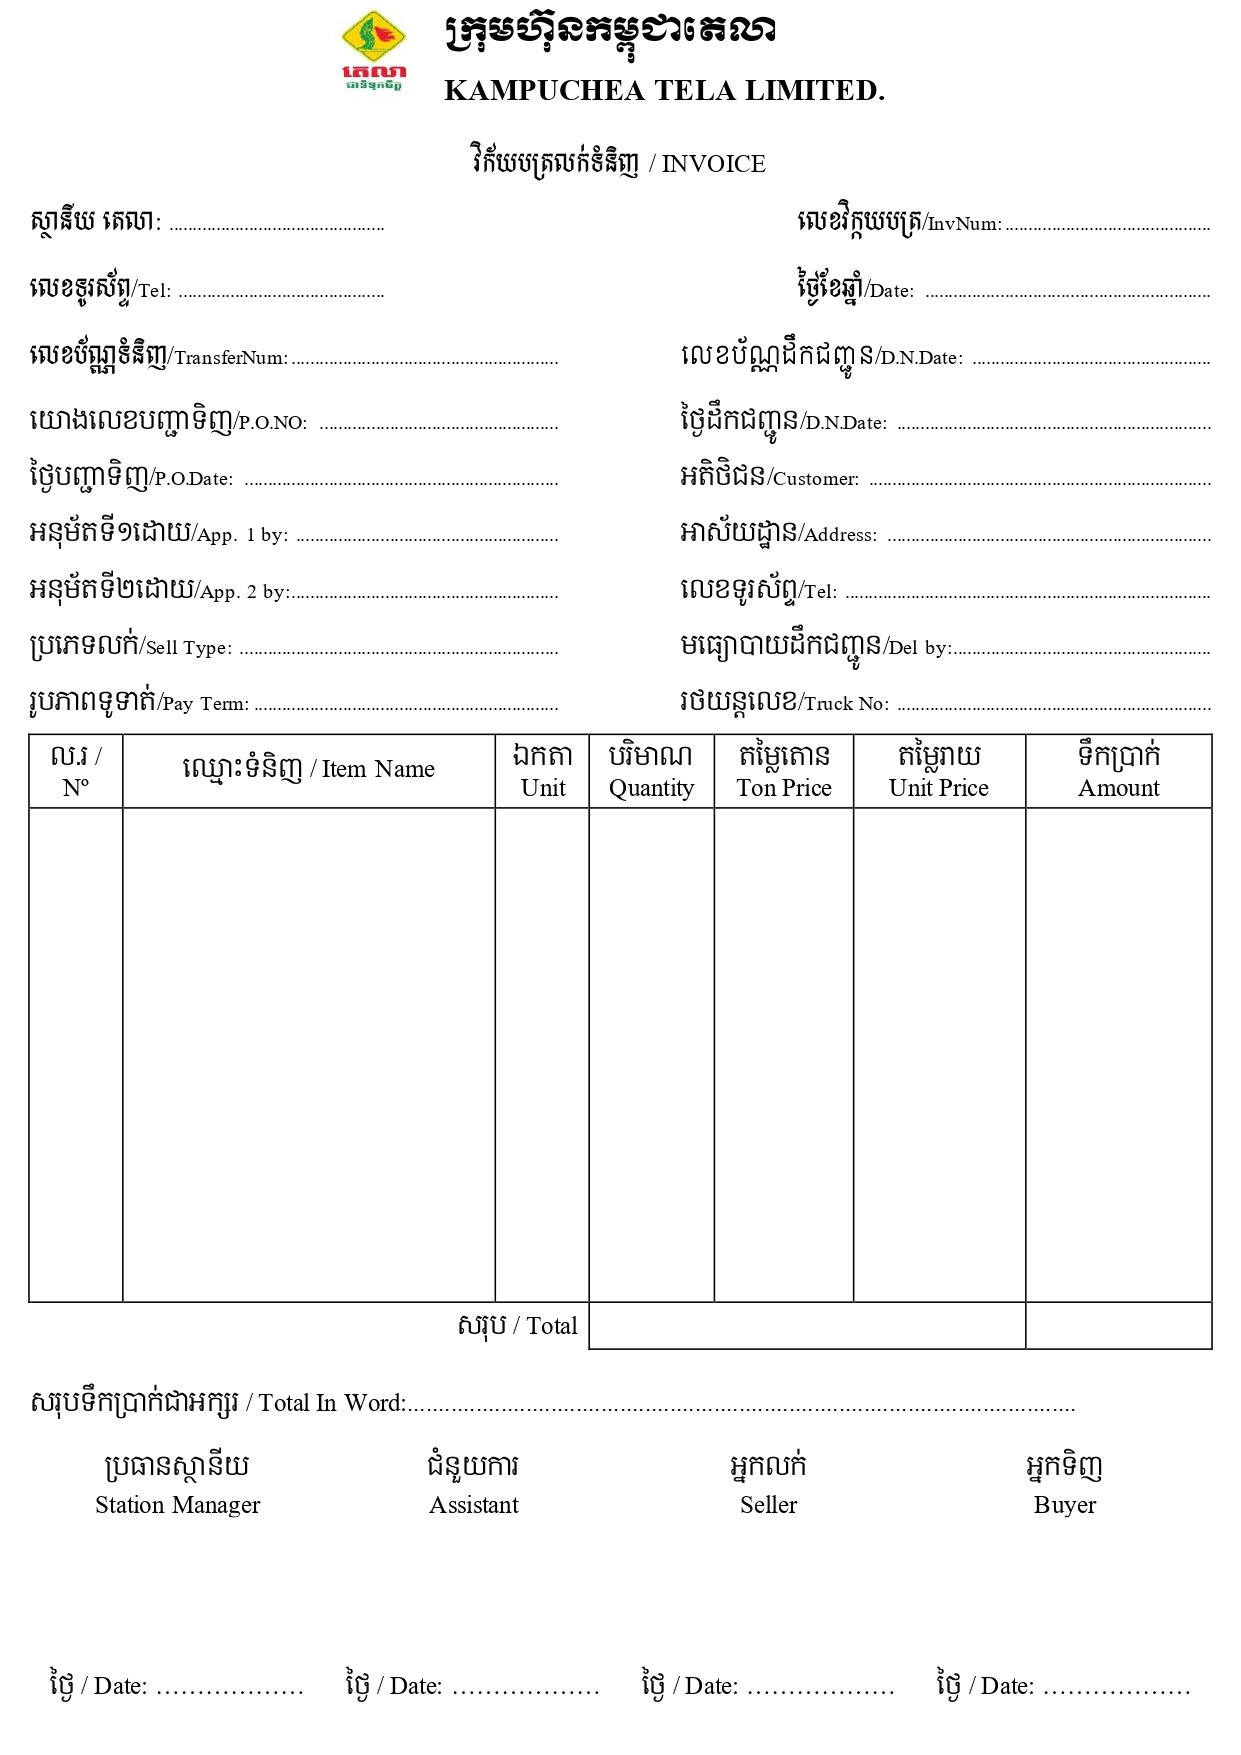 តេលា
ជានិច្ចទុកចិត្ត
ក្រុមហ៊ុនកម្ពុជាតេលា
KAMPUCHEA TELA LIMITED.
វិក័យបត្រលក់ទំនិញ / INVOICE
ស្ថានីយ តេលា: ..............................................
លេខវិក្កយបត្រ/InvNum:............................................
លេខទូរស័ព្ទ/Tel: ............................................
ថ្ងៃខែឆ្នាំ/Date: .............................................................
លេខប័ណ្ណទំនិញ/TransferNum:.........................................................
លេខប័ណ្ណដឹកជញ្ជូន/D.N.Date: ...................................................
យោងលេខបញ្ជាទិញ/P.O.NO: ...................................................
ថ្ងៃដឹកជញ្ជូន/D.N.Date: ...................................................................
ថ្ងៃបញ្ជាទិញ/P.O.Date: ...................................................................
អតិថិជន/Customer: .........................................................................
អនុម័តទី១ដោយ/App. 1 by: ........................................................
អាស័យដ្ឋាន/Address: .....................................................................
អនុម័តទី២ដោយ/App. 2 by:.........................................................
លេខទូរស័ព្ទ/Tel: ..............................................................................
ប្រភេទលក់/Sell Type: ....................................................................
មធ្យោបាយដឹកជញ្ជូន/Del by:.......................................................
រូបភាពទូទាត់/Pay Term: .................................................................
រថយន្តលេខ/Truck No: ...................................................................
ល.រ / ឈ្មោះទំនិញ / Item Name ឯកតា បរិមាណ តម្លៃតោន តម្លៃរាយ ទឹកប្រាក់
Nº Unit Quantity Ton Price Unit Price Amount
សរុប / Total
សរុបទឹកប្រាក់ជាអក្សរ / Total In Word:...........................................................................................................
ប្រធានស្ថានីយ ជំនួយការ អ្នកលក់ អ្នកទិញ
Station Manager Assistant Seller Buyer
ថ្ងៃ / Date: .................. ថ្ងៃ / Date: .................. ថ្ងៃ / Date: .................. ថ្ងៃ / Date: ..................